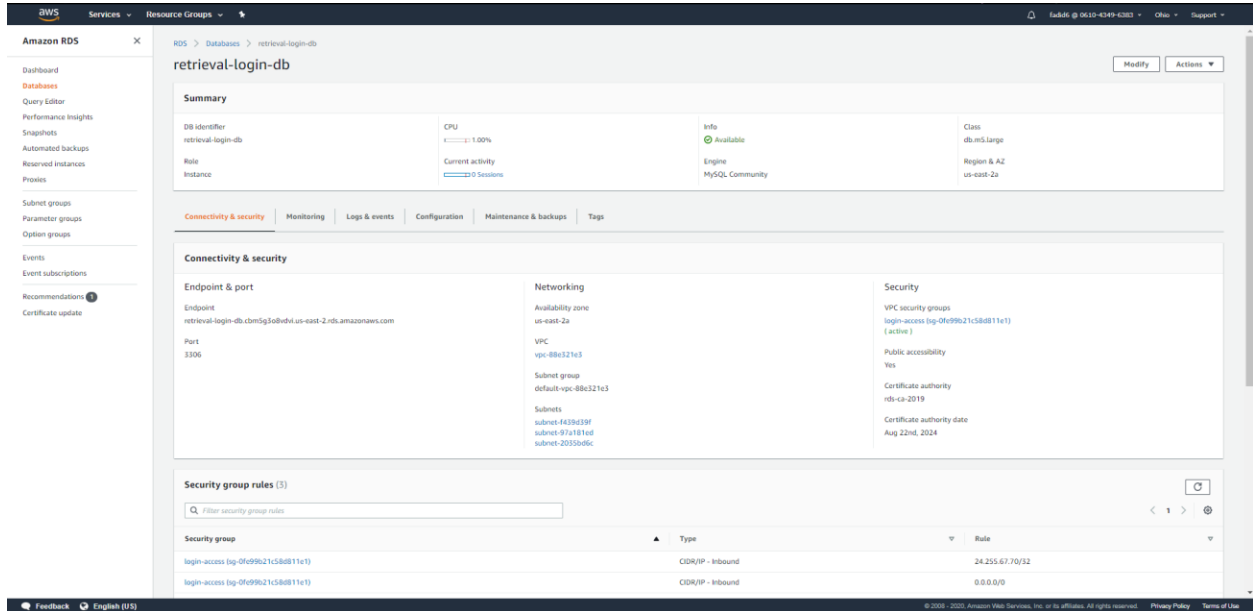 aws Services Resource Groups fadid6 @ 0610-4349-6383 Ohio Support
Amazon RDS
Dashboard
Databases
Query Editor
Performance Insights
Snapshots
Automated backups
Reserved instances
Proxies
Subnet groups
Parameter groups
Option groups
Events
Event subscriptions
Recommendations 1
Certificate update
RDS > Databases > retrieval-login-db
retrieval-login-db
Modify Actions
Summary
DB identifier CPU Info Class
retrieval-login-db 1.00% Available db.m5.large
Role Current activity Engine Region & AZ
Instance 0 Sessions MySQL Community us-east-2a
Connectivity & security Monitoring Logs & events Configuration Maintenance & backups Tags
Connectivity & security
Endpoint & port
Endpoint
retrieval-login-db.cbm5g3o8vdvi.us-east-2.rds.amazonaws.com
Port
3306
Networking
Availability zone
us-east-2a
VPC
vpc-88e321e3
Subnet group
default-vpc-88e321e3
Subnets
subnet-f439d39f
subnet-97a181ed
subnet-2035bd6c
Security
VPC security groups
login-access (sg-0fe99b21c58d811e1)
( active )
Public accessibility
Yes
Certificate authority
rds-ca-2019
Certificate authority date
Aug 22nd, 2024
Security group rules (3)
Filter security group rules
< 1 >
Security group Type Rule
login-access (sg-0fe99b21c58d811e1) CIDR/IP - Inbound 24.255.67.70/32
login-access (sg-0fe99b21c58d811e1) CIDR/IP - Inbound 0.0.0.0/0
Feedback English (US) © 2008 - 2020, Amazon Web Services, Inc. or its affiliates. All rights reserved. Privacy Policy Terms of Use